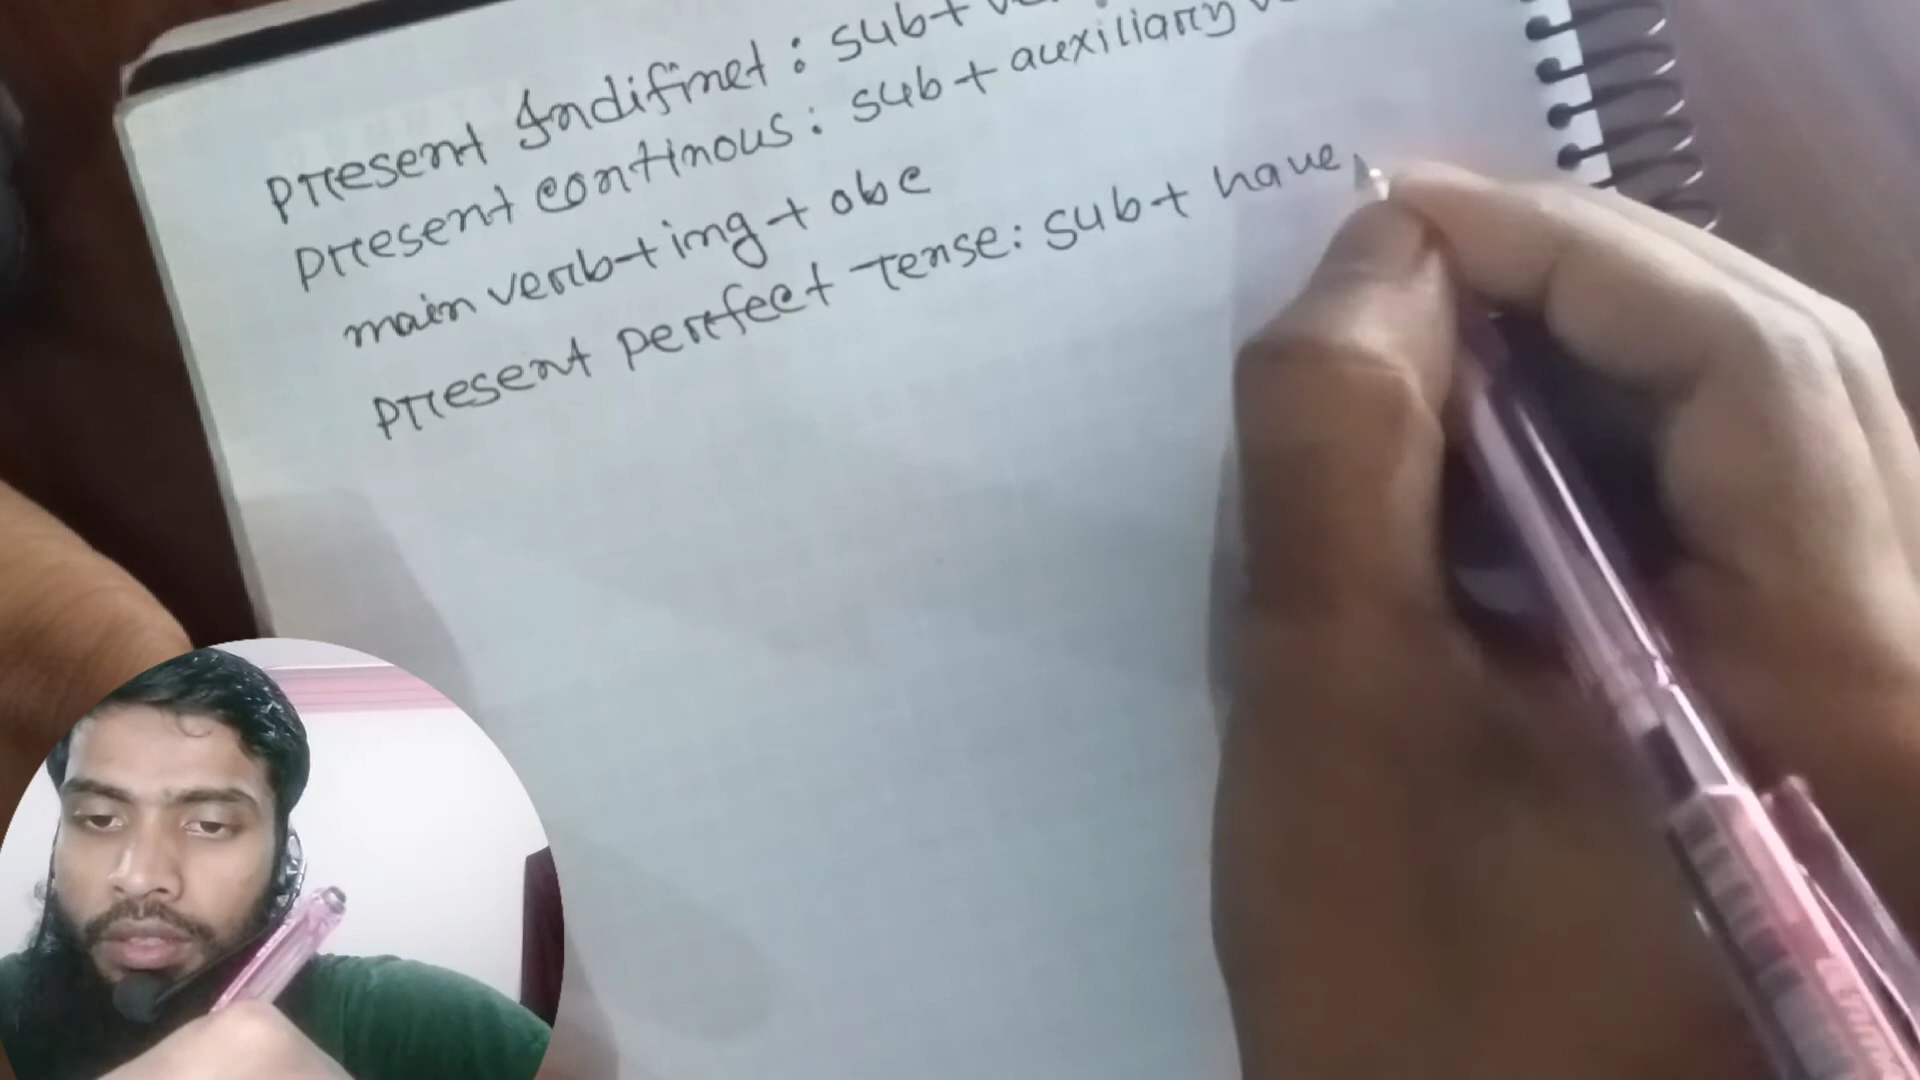 Present Indifinet : sub +
Present continous : sub + auxiliary
main verb + ing + obe
Present perfect Tense : sub + have,